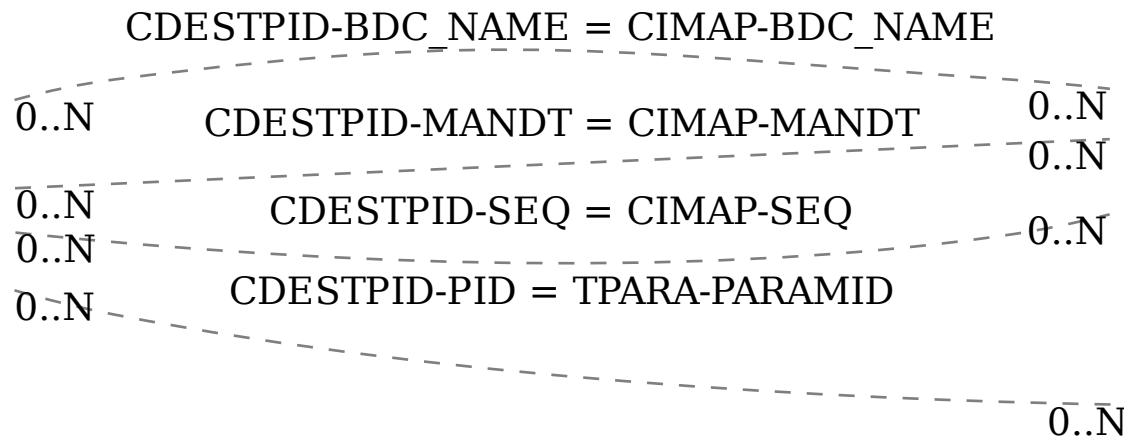 CDESTPID-BDC_NAME = CIMAP-BDC_NAME
0..N
0..N
CDESTPID-MANDT = CIMAP-MANDT
0..N
0..N
CDESTPID-SEQ = CIMAP-SEQ
0..N
0..N
CDESTPID-PID = TPARA-PARAMID
0..N
0..N